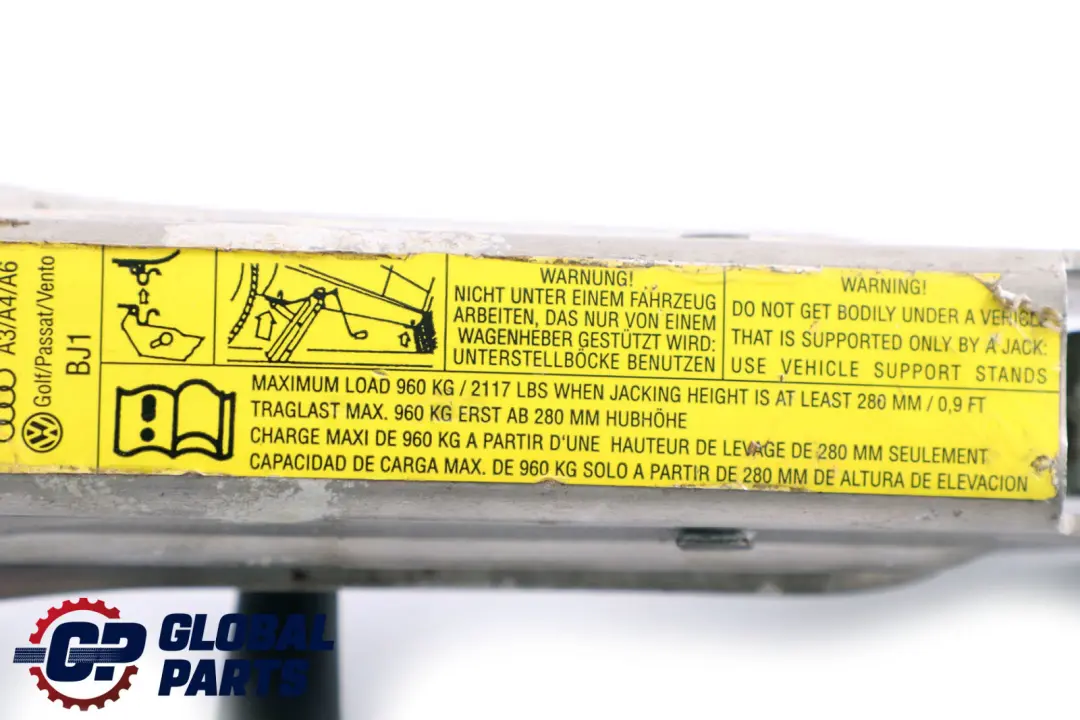 A3/A4/A6
Golf/Passat/Vento
BJ1
WARNUNG!
NICHT UNTER EINEM FAHRZEUG
ARBEITEN, DAS NUR VON EINEM
WAGENHEBER GESTÜTZT WIRD:
UNTERSTELLBÖCKE BENUTZEN
WARNING!
DO NOT GET BODILY UNDER A VEHICLE
THAT IS SUPPORTED ONLY BY A JACK:
USE VEHICLE SUPPORT STANDS
MAXIMUM LOAD 960 KG / 2117 LBS WHEN JACKING HEIGHT IS AT LEAST 280 MM / 0,9 FT
TRAGLAST MAX. 960 KG ERST AB 280 MM HUBHÖHE
CHARGE MAXI DE 960 KG A PARTIR D'UNE HAUTEUR DE LEVAGE DE 280 MM SEULEMENT
CAPACIDAD DE CARGA MAX. DE 960 KG SOLO A PARTIR DE 280 MM DE ALTURA DE ELEVACION
GP GLOBAL
PARTS